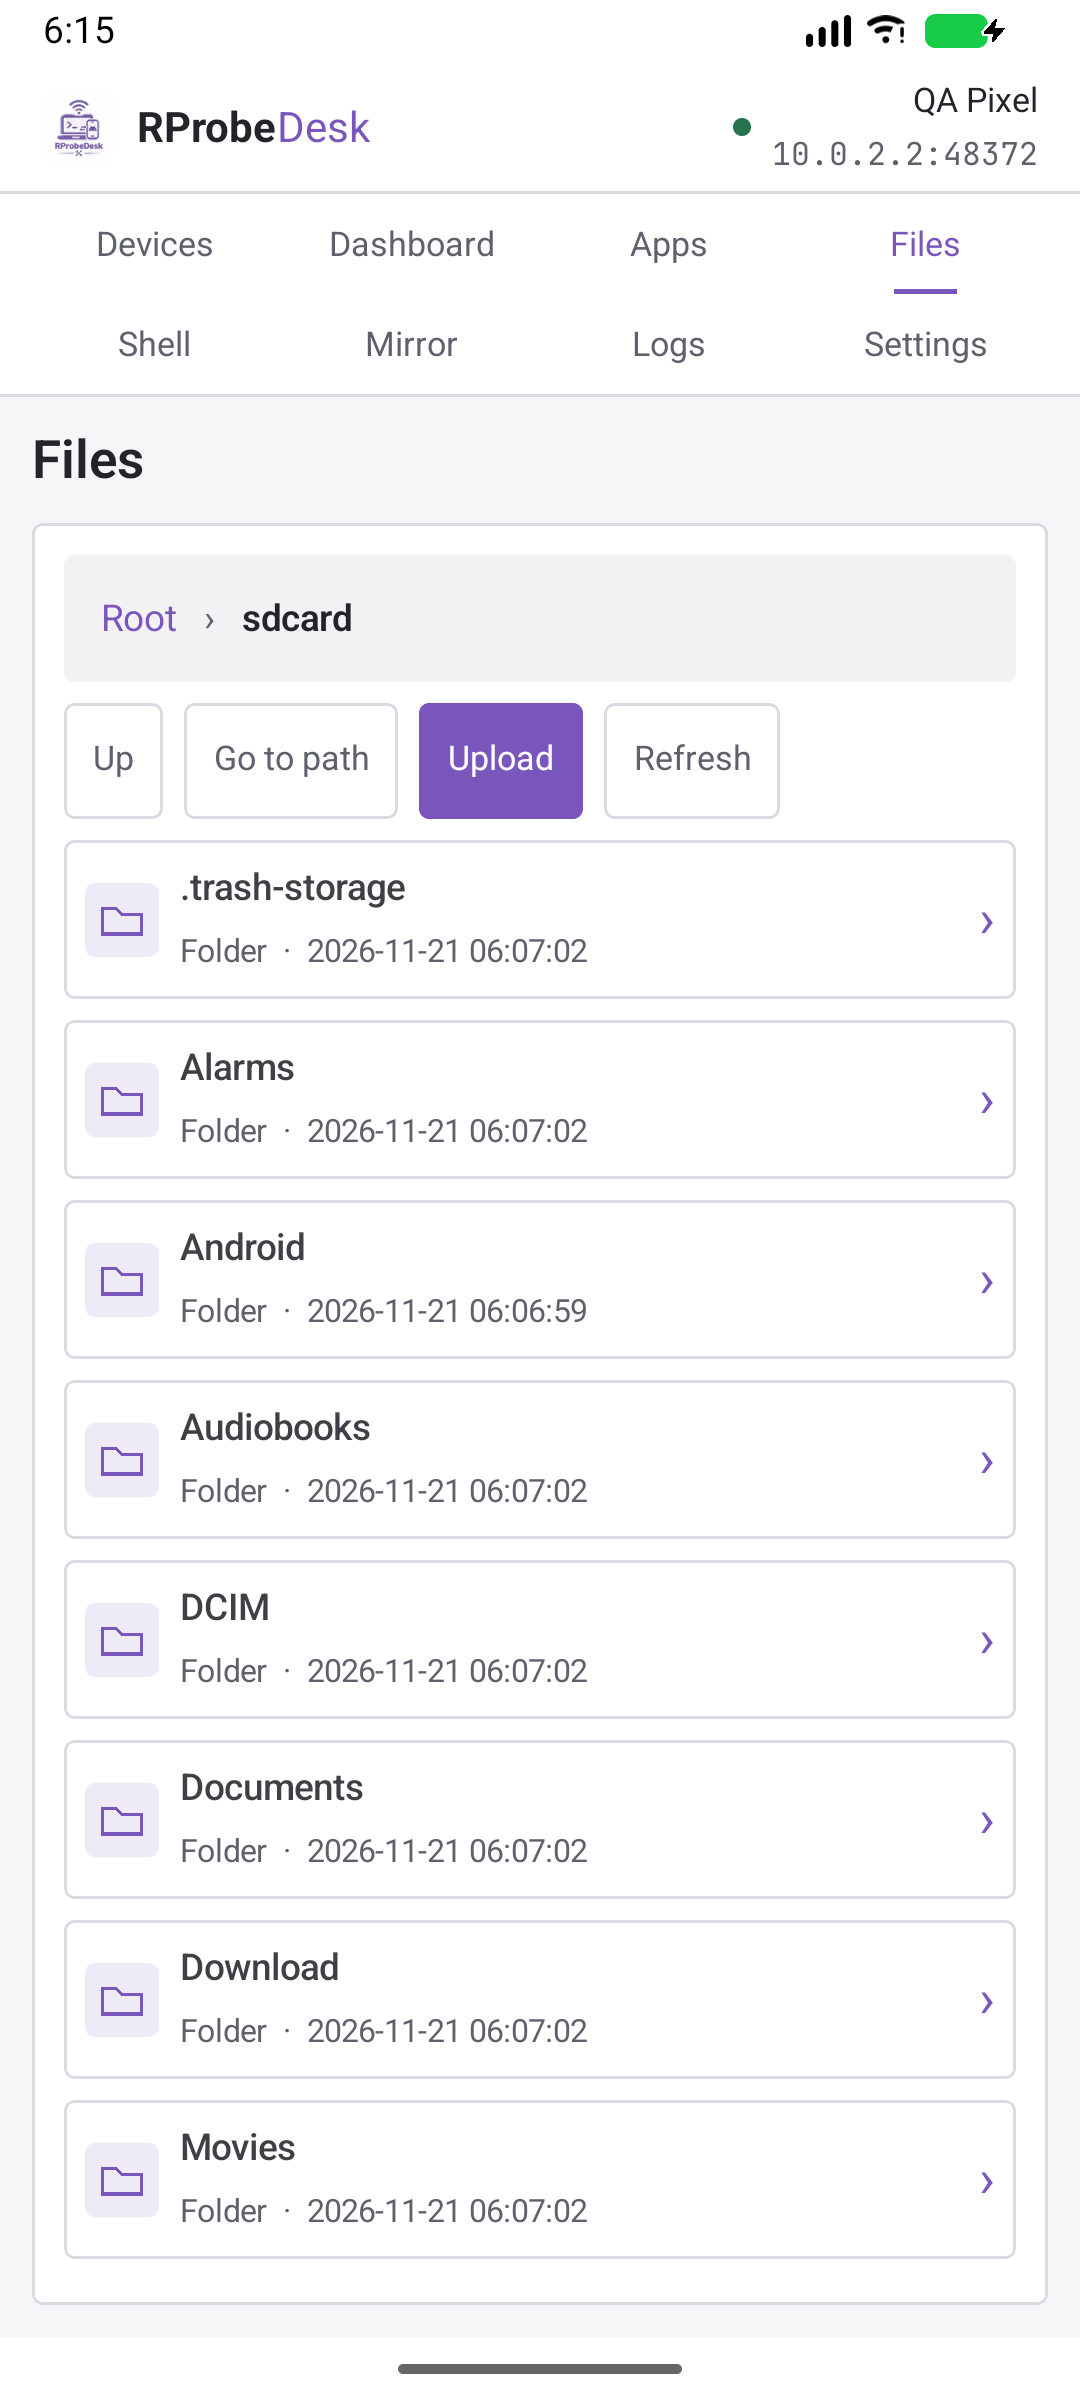 6:15
RProbeDesk
RProbeDesk
QA Pixel
10.0.2.2:48372
Devices Dashboard Apps Files
Shell Mirror Logs Settings
Files
Root › sdcard
Up Go to path Upload Refresh
.trash-storage
Folder · 2026-11-21 06:07:02
Alarms
Folder · 2026-11-21 06:07:02
Android
Folder · 2026-11-21 06:06:59
Audiobooks
Folder · 2026-11-21 06:07:02
DCIM
Folder · 2026-11-21 06:07:02
Documents
Folder · 2026-11-21 06:07:02
Download
Folder · 2026-11-21 06:07:02
Movies
Folder · 2026-11-21 06:07:02